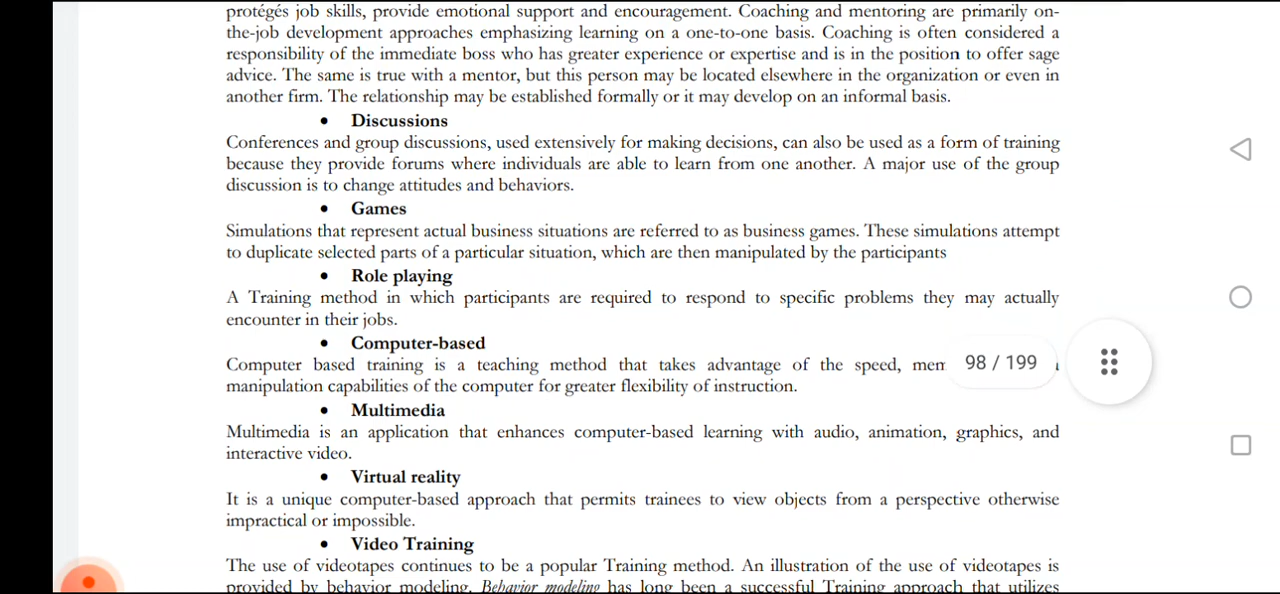 protégés job skills, provide emotional support and encouragement. Coaching and mentoring are primarily on-
the-job development approaches emphasizing learning on a one-to-one basis. Coaching is often considered a
responsibility of the immediate boss who has greater experience or expertise and is in the position to offer sage
advice. The same is true with a mentor, but this person may be located elsewhere in the organization or even in
another firm. The relationship may be established formally or it may develop on an informal basis.
• Discussions
Conferences and group discussions, used extensively for making decisions, can also be used as a form of training
because they provide forums where individuals are able to learn from one another. A major use of the group
discussion is to change attitudes and behaviors.
• Games
Simulations that represent actual business situations are referred to as business games. These simulations attempt
to duplicate selected parts of a particular situation, which are then manipulated by the participants
• Role playing
A Training method in which participants are required to respond to specific problems they may actually
encounter in their jobs.
• Computer-based
Computer based training is a teaching method that takes advantage of the speed,
98 / 199
manipulation capabilities of the computer for greater flexibility of instruction.
• Multimedia
Multimedia is an application that enhances computer-based learning with audio, animation, graphics, and
interactive video.
• Virtual reality
It is a unique computer-based approach that permits trainees to view objects from a perspective otherwise
impractical or impossible.
• Video Training
The use of videotapes continues to be a popular Training method. An illustration of the use of videotapes is
provided by behavior modeling. Behavior modeling has long been a successful Training approach that utilizes